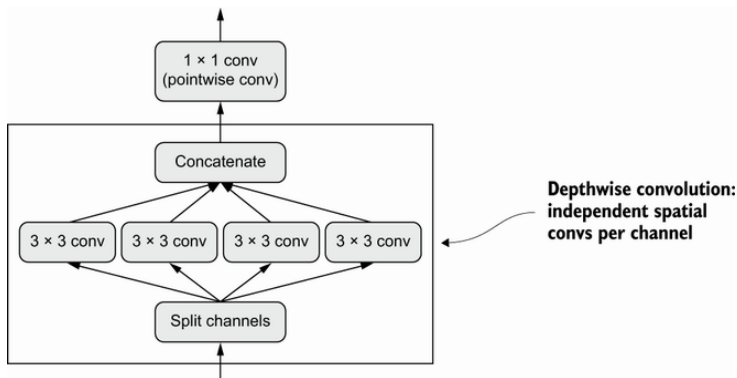 1 × 1 conv
(pointwise conv)
Concatenate
3 × 3 conv 3 × 3 conv 3 × 3 conv 3 × 3 conv
Split channels
Depthwise convolution:
independent spatial
convs per channel